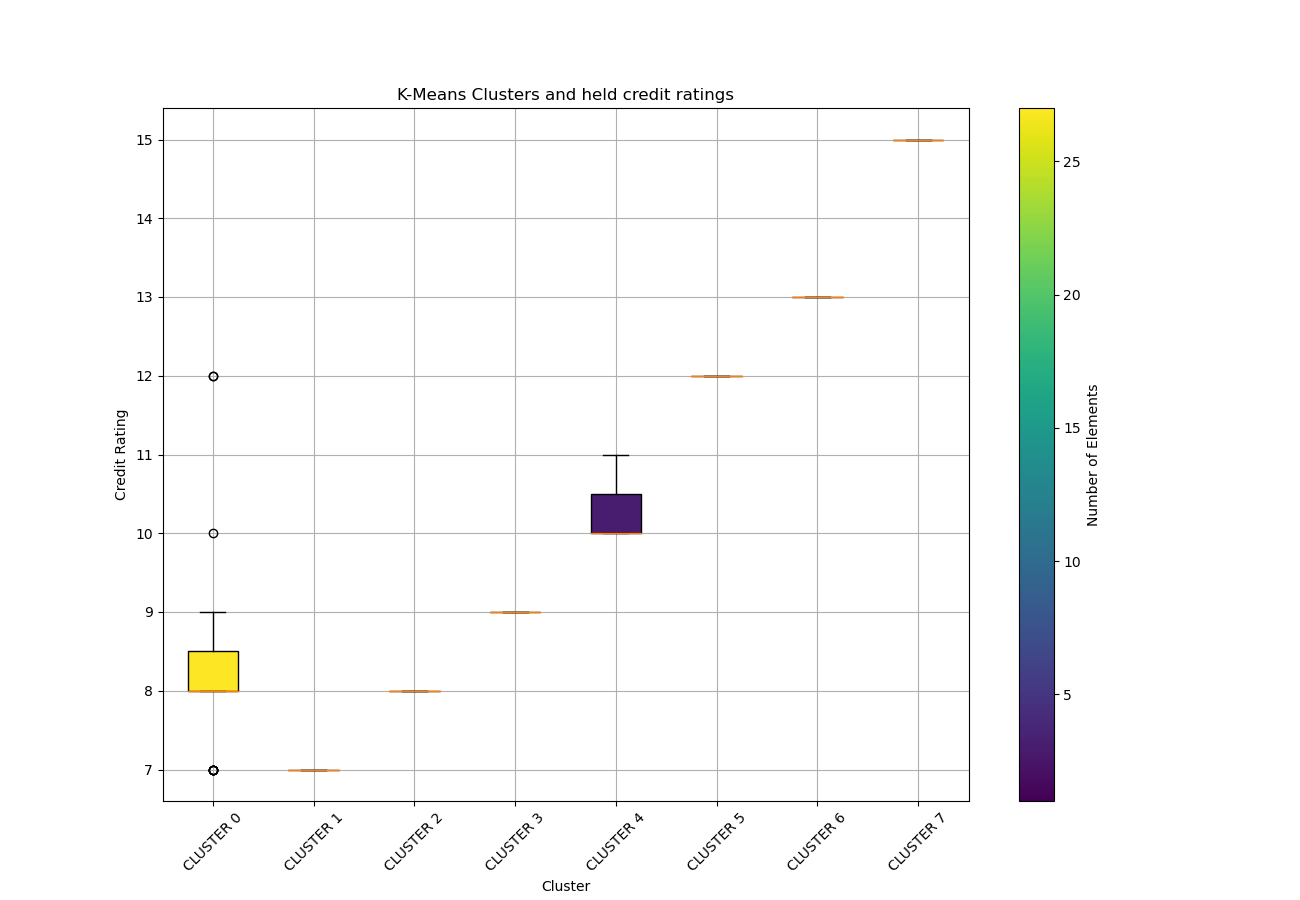 K-Means Clusters and held credit ratings
15
14
13
12
11
10
9
8
7
Credit Rating
CLUSTER 0
CLUSTER 1
CLUSTER 2
CLUSTER 3
CLUSTER 4
CLUSTER 5
CLUSTER 6
CLUSTER 7
Cluster
25
20
15
10
5
Number of Elements